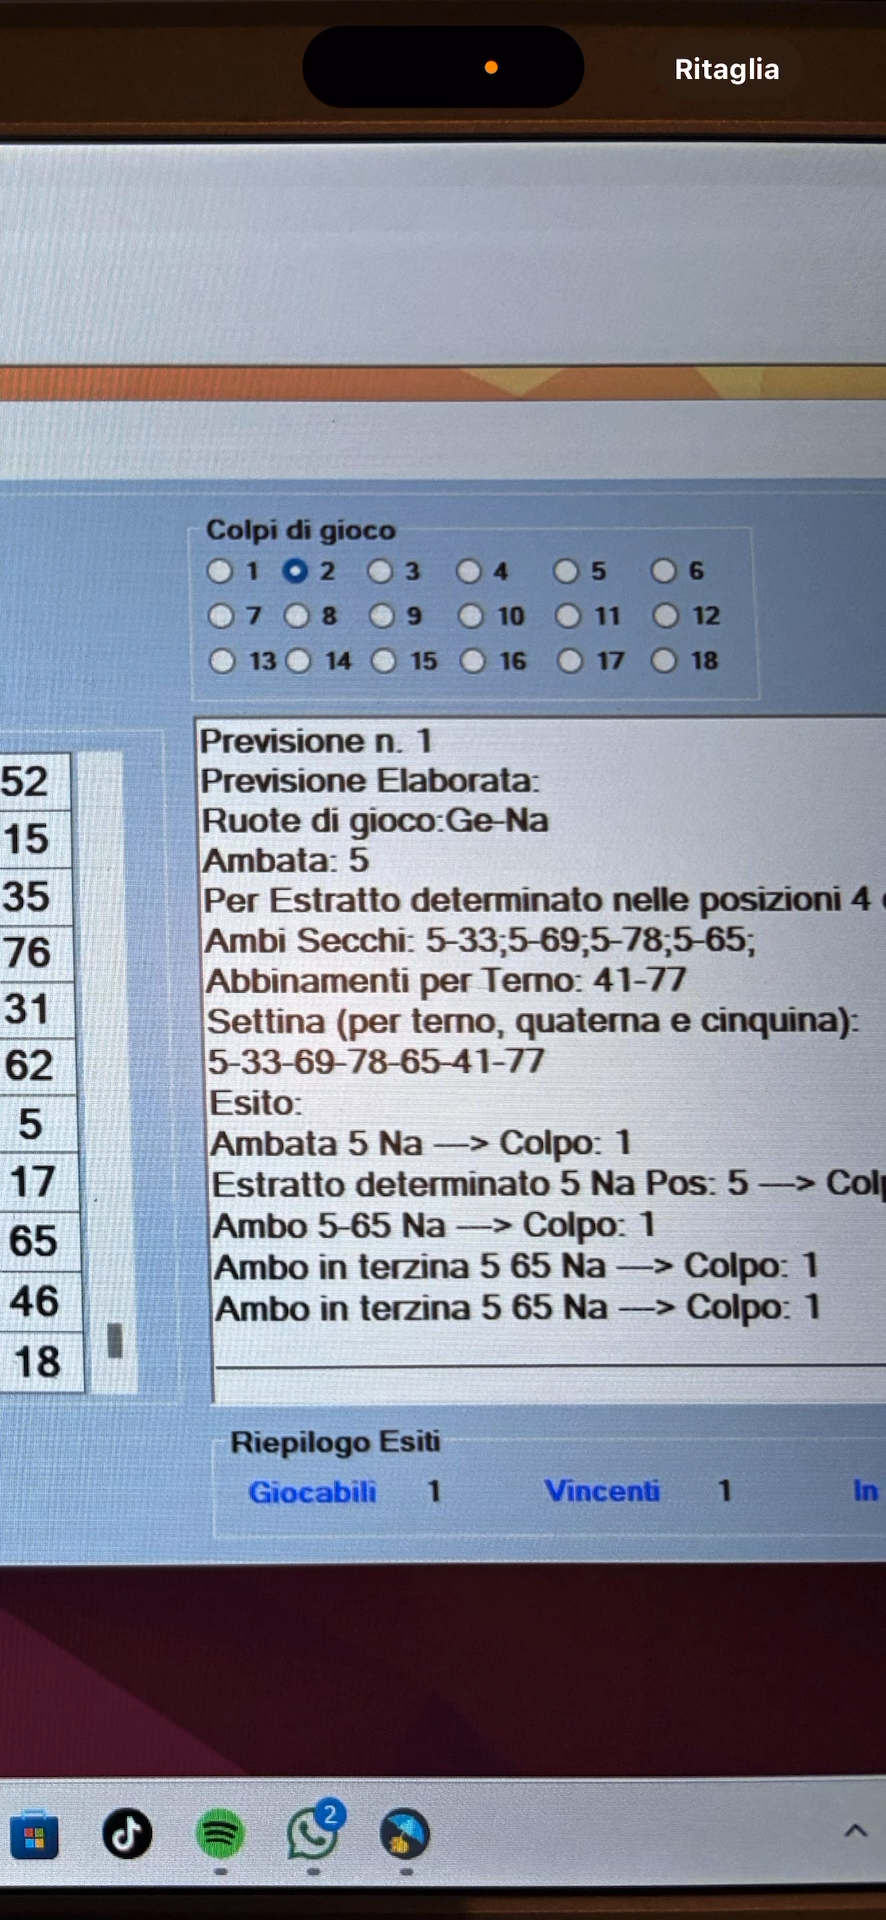 Ritaglia
Colpi di gioco
1 2 3 4 5 6
7 8 9 10 11 12
13 14 15 16 17 18
52
15
35
76
31
62
5
17
65
46
18
Previsione n. 1
Previsione Elaborata:
Ruote di gioco:Ge-Na
Ambata: 5
Per Estratto determinato nelle posizioni 4
Ambi Secchi: 5-33;5-69;5-78;5-65;
Abbinamenti per Terno: 41-77
Settina (per terno, quaterna e cinquina):
5-33-69-78-65-41-77
Esito:
Ambata 5 Na —> Colpo: 1
Estratto determinato 5 Na Pos: 5 —> Col
Ambo 5-65 Na —> Colpo: 1
Ambo in terzina 5 65 Na —> Colpo: 1
Ambo in terzina 5 65 Na —> Colpo: 1
Riepilogo Esiti
Giocabili 1 Vincenti 1 In
2